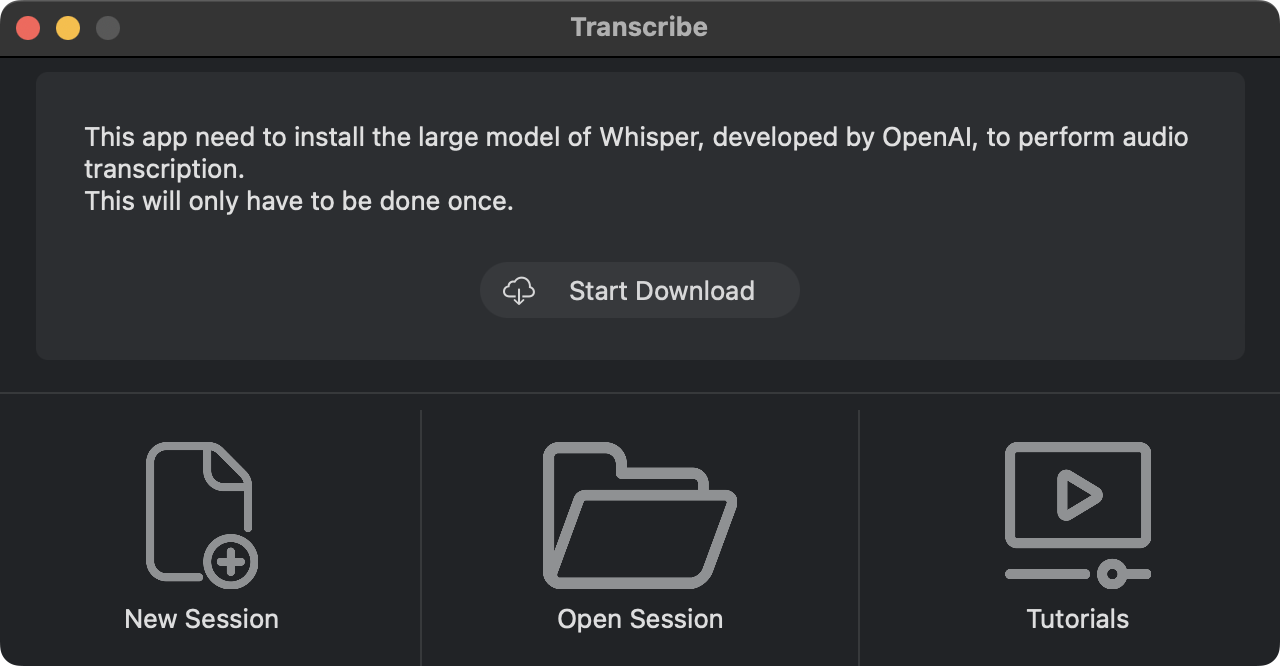 Transcribe
This app need to install the large model of Whisper, developed by OpenAI, to perform audio
transcription.
This will only have to be done once.
Start Download
New Session
Open Session
Tutorials